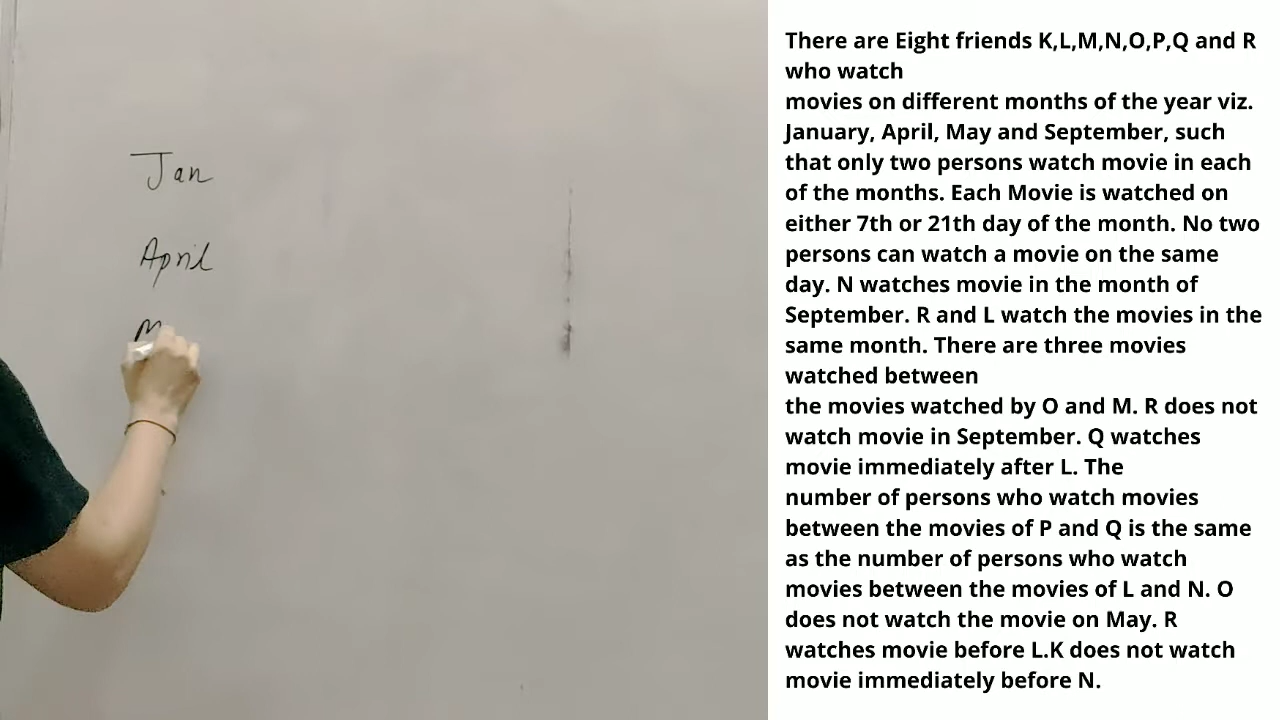 Jan
April
M
There are Eight friends K,L,M,N,O,P,Q and R
who watch
movies on different months of the year viz.
January, April, May and September, such
that only two persons watch movie in each
of the months. Each Movie is watched on
either 7th or 21th day of the month. No two
persons can watch a movie on the same
day. N watches movie in the month of
September. R and L watch the movies in the
same month. There are three movies
watched between
the movies watched by O and M. R does not
watch movie in September. Q watches
movie immediately after L. The
number of persons who watch movies
between the movies of P and Q is the same
as the number of persons who watch
movies between the movies of L and N. O
does not watch the movie on May. R
watches movie before L.K does not watch
movie immediately before N.